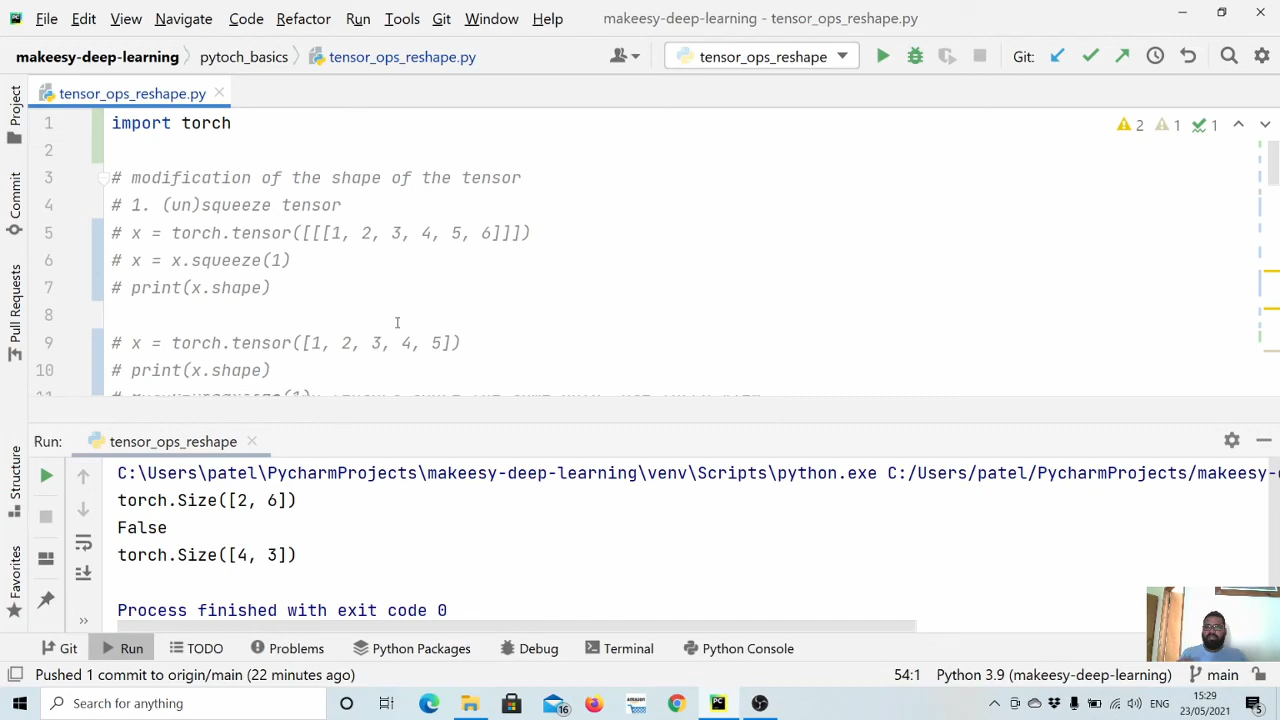 File Edit View Navigate Code Refactor Run Tools Git Window Help makeesy-deep-learning - tensor_ops_reshape.py
makeesy-deep-learning pytoch_basics tensor_ops_reshape.py tensor_ops_reshape Git:
tensor_ops_reshape.py
Project
Commit
Pull Requests
Structure
Favorites
1 import torch
2 1 1
2
3 # modification of the shape of the tensor
4 # 1. (un)squeeze tensor
5 # x = torch.tensor([[[1, 2, 3, 4, 5, 6]]])
6 # x = x.squeeze(1)
7 # print(x.shape)
8
9 # x = torch.tensor([1, 2, 3, 4, 5])
10 # print(x.shape)
Run: tensor_ops_reshape
C:\Users\patel\PycharmProjects\makeesy-deep-learning\venv\Scripts\python.exe C:/Users/patel/PycharmProjects/makeesy-
torch.Size([2, 6])
False
torch.Size([4, 3])
Process finished with exit code 0
Git Run TODO Problems Python Packages Debug Terminal Python Console
Pushed 1 commit to origin/main (22 minutes ago) 54:1 Python 3.9 (makeesy-deep-learning) main
Type here to search amazon PC 16 15:29
23/05/2021 5